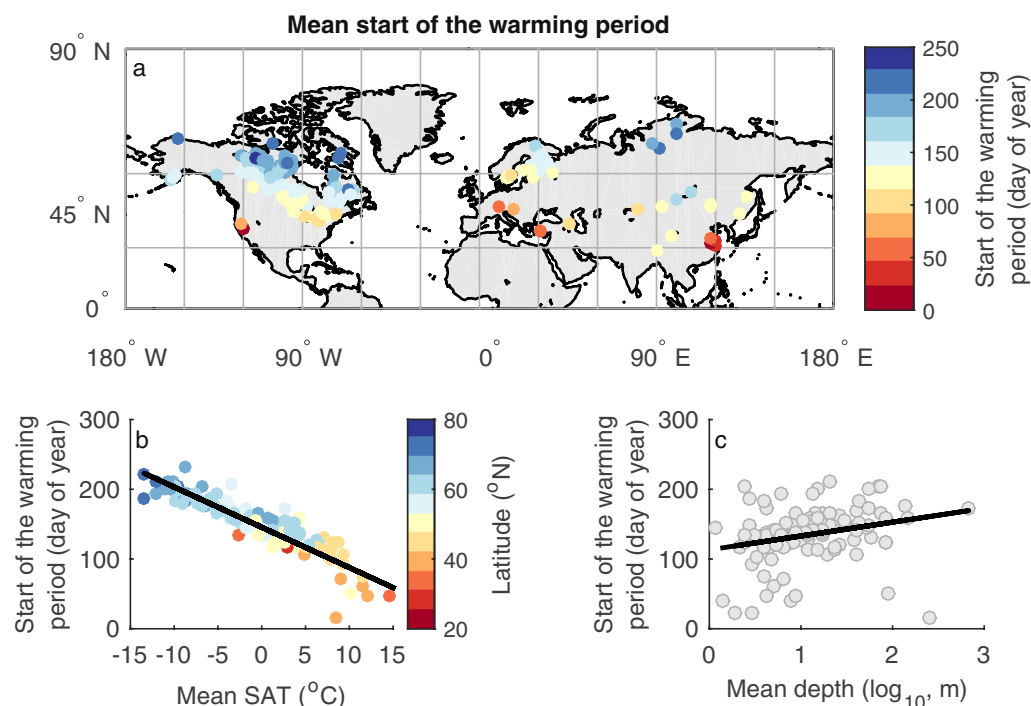 Mean start of the warming period
a
90° N
45° N
0°
180° W
90° W
0°
90° E
180° E
250
200
150
100
50
0
Start of the warming
period (day of year)
b
300
200
100
0
-15
-10
-5
0
5
10
15
Start of the warming
period (day of year)
Mean SAT (°C)
80
60
40
20
Latitude (°N)
c
300
200
100
0
0
1
2
3
Start of the warming
period (day of year)
Mean depth (log10, m)